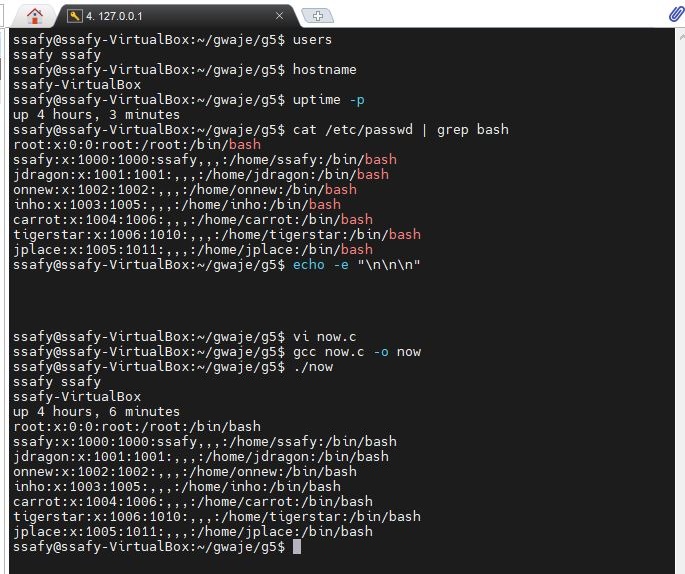 4. 127.0.0.1
ssafy@ssafy-VirtualBox:~/gwaje/g5$ users
ssafy ssafy
ssafy@ssafy-VirtualBox:~/gwaje/g5$ hostname
ssafy-VirtualBox
ssafy@ssafy-VirtualBox:~/gwaje/g5$ uptime -p
up 4 hours, 3 minutes
ssafy@ssafy-VirtualBox:~/gwaje/g5$ cat /etc/passwd | grep bash
root:x:0:0:root:/root:/bin/bash
ssafy:x:1000:1000:ssafy,,,:/home/ssafy:/bin/bash
jdragon:x:1001:1001:,,,:/home/jdragon:/bin/bash
onnew:x:1002:1002:,,,:/home/onnew:/bin/bash
inho:x:1003:1005:,,,:/home/inho:/bin/bash
carrot:x:1004:1006:,,,:/home/carrot:/bin/bash
tigerstar:x:1006:1010:,,,:/home/tigerstar:/bin/bash
jplace:x:1005:1011:,,,:/home/jplace:/bin/bash
ssafy@ssafy-VirtualBox:~/gwaje/g5$ echo -e "\n\n\n"
ssafy@ssafy-VirtualBox:~/gwaje/g5$ vi now.c
ssafy@ssafy-VirtualBox:~/gwaje/g5$ gcc now.c -o now
ssafy@ssafy-VirtualBox:~/gwaje/g5$ ./now
ssafy ssafy
ssafy-VirtualBox
up 4 hours, 6 minutes
root:x:0:0:root:/root:/bin/bash
ssafy:x:1000:1000:ssafy,,,:/home/ssafy:/bin/bash
jdragon:x:1001:1001:,,,:/home/jdragon:/bin/bash
onnew:x:1002:1002:,,,:/home/onnew:/bin/bash
inho:x:1003:1005:,,,:/home/inho:/bin/bash
carrot:x:1004:1006:,,,:/home/carrot:/bin/bash
tigerstar:x:1006:1010:,,,:/home/tigerstar:/bin/bash
jplace:x:1005:1011:,,,:/home/jplace:/bin/bash
ssafy@ssafy-VirtualBox:~/gwaje/g5$